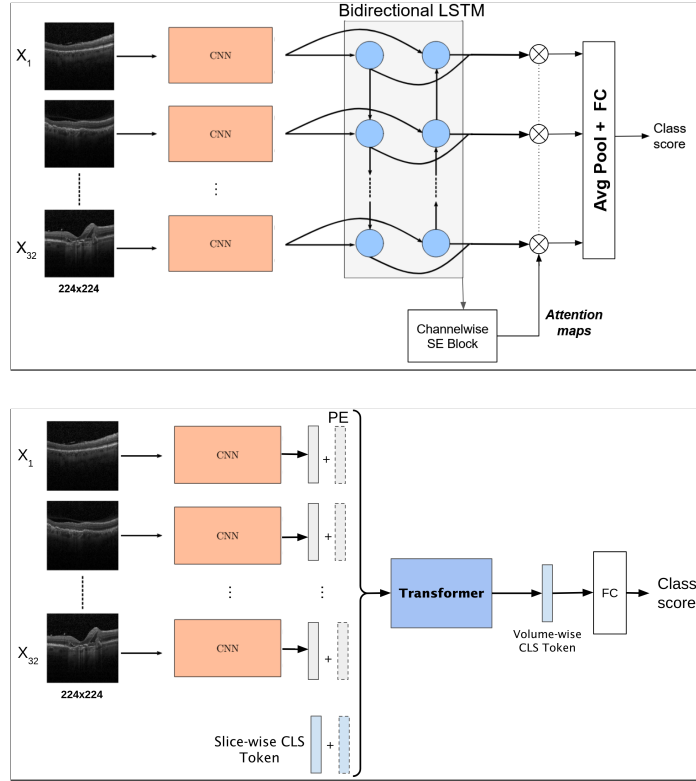 Bidirectional LSTM
X1
CNN
CNN
X32
CNN
224x224
Avg Pool + FC
Class
score
Channelwise
SE Block
Attention
maps
PE
X1
CNN
+
CNN
+
X32
CNN
+
224x224
Slice-wise CLS
Token
+
Transformer
Volume-wise
CLS Token
FC
Class
score